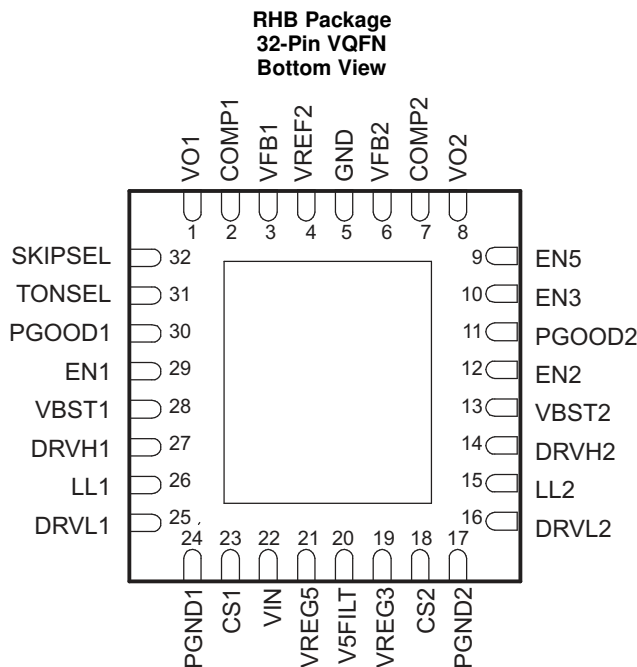 RHB Package
32-Pin VQFN
Bottom View
VO1
COMP1
VFB1
VREF2
GND
VFB2
COMP2
VO2
1
2
3
4
5
6
7
8
SKIPSEL 32
TONSEL 31
PGOOD1 30
EN1 29
VBST1 28
DRVH1 27
LL1 26
DRVL1 25
9 EN5
10 EN3
11 PGOOD2
12 EN2
13 VBST2
14 DRVH2
15 LL2
16 DRVL2
24
23
22
21
20
19
18
17
PGND1
CS1
VIN
VREG5
V5FILT
VREG3
CS2
PGND2